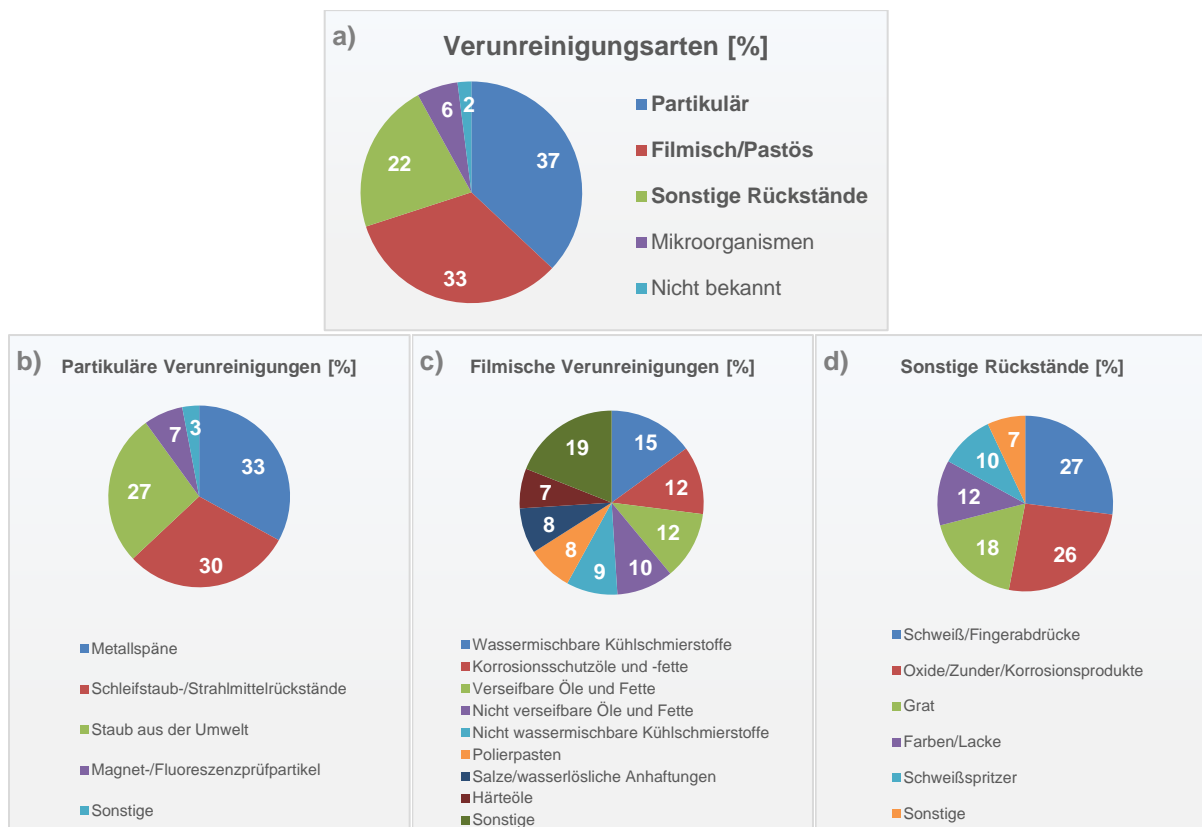 a)
Verunreinigungsarten [%]
37
33
22
6
2
Partikulär
Filmisch/Pastös
Sonstige Rückstände
Mikroorganismen
Nicht bekannt
b)
Partikuläre Verunreinigungen [%]
33
30
27
7
3
Metallspäne
Schleifstaub-/Strahlmittelrückstände
Staub aus der Umwelt
Magnet-/Fluoreszenzprüfpartikel
Sonstige
c)
Filmische Verunreinigungen [%]
15
12
12
10
9
8
8
7
19
Wassermischbare Kühlschmierstoffe
Korrosionsschutzöle und -fette
Verseifbare Öle und Fette
Nicht verseifbare Öle und Fette
Nicht wassermischbare Kühlschmierstoffe
Polierpasten
Salze/wasserlösliche Anhaftungen
Härteöle
Sonstige
d)
Sonstige Rückstände [%]
27
26
18
12
10
7
Schweiß/Fingerabdrücke
Oxide/Zunder/Korrosionsprodukte
Grat
Farben/Lacke
Schweißspritzer
Sonstige